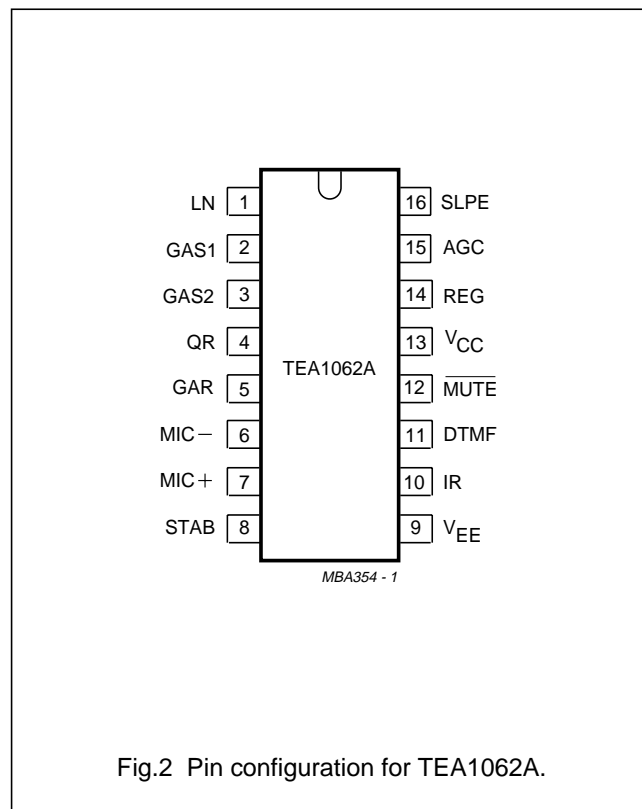 LN 1 16 SLPE
GAS1 2 15 AGC
GAS2 3 14 REG
QR 4 13 VCC
TEA1062A
GAR 5 12 MUTE
MIC− 6 11 DTMF
MIC+ 7 10 IR
STAB 8 9 VEE
MBA354 - 1
Fig.2 Pin configuration for TEA1062A.